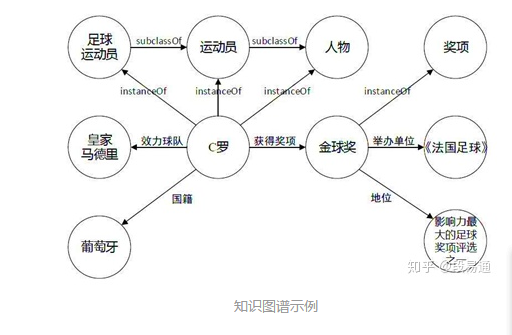 足球
运动员
subclassOf
运动员
subclassOf
人物
奖项
instanceOf
instanceOf
instanceOf
instanceOf
皇家
马德里
效力球队
C罗
获得奖项
金球奖
举办单位
《法国足球》
国籍
地位
葡萄牙
影响力最
大的足球
奖项评选
之一
知乎 @段易通
知识图谱示例